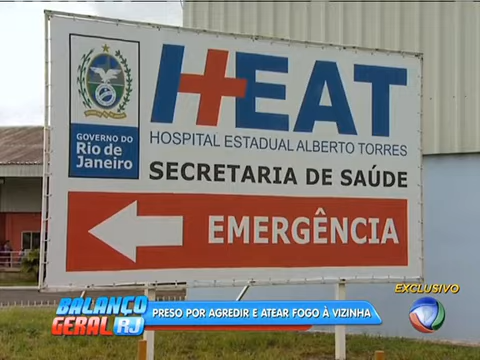 HEAT
HOSPITAL ESTADUAL ALBERTO TORRES
GOVERNO DO
Rio de
Janeiro
SECRETARIA DE SAÚDE
EMERGÊNCIA
EXCLUSIVO
BALANÇO
GERAL RJ
PRESO POR AGREDIR E ATEAR FOGO À VIZINHA